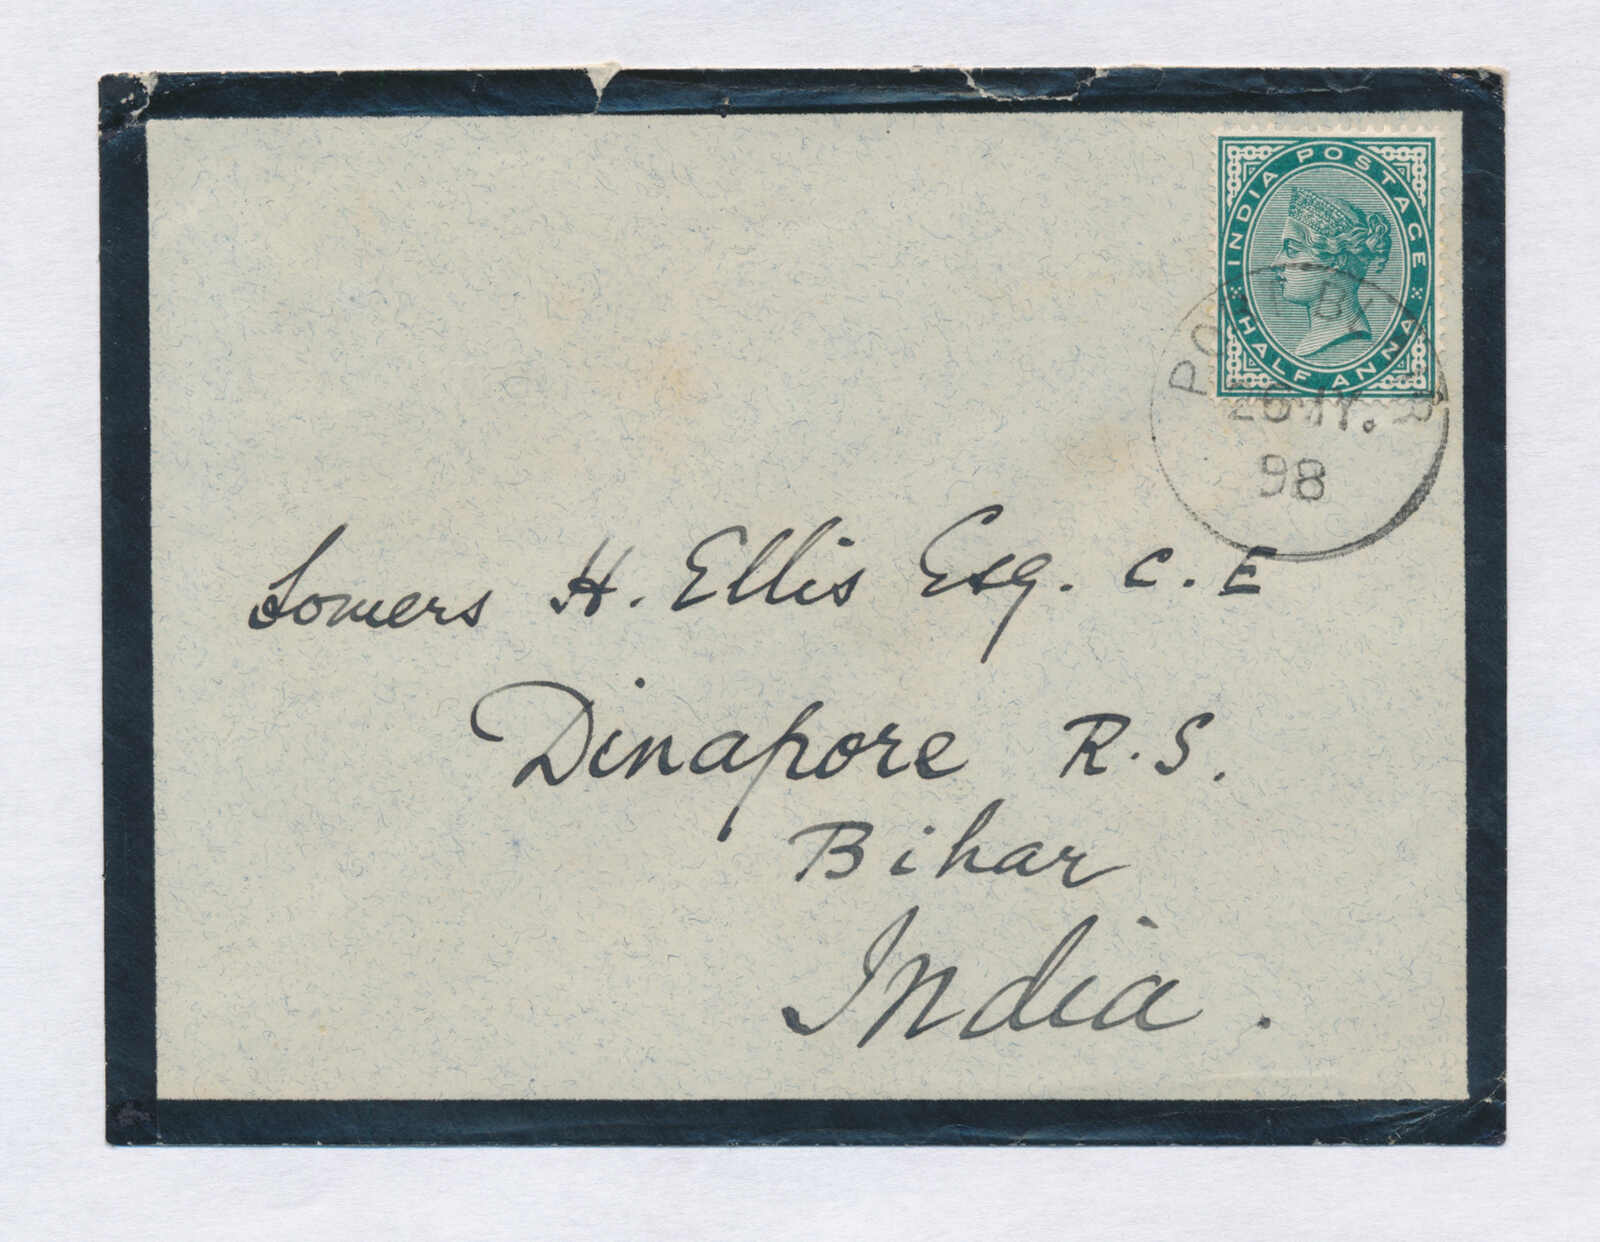 INDIA POSTAGE
HALF ANNA
98
Somers H. Ellis Esq. C. E
Dinapore R. S.
Bihar
India.